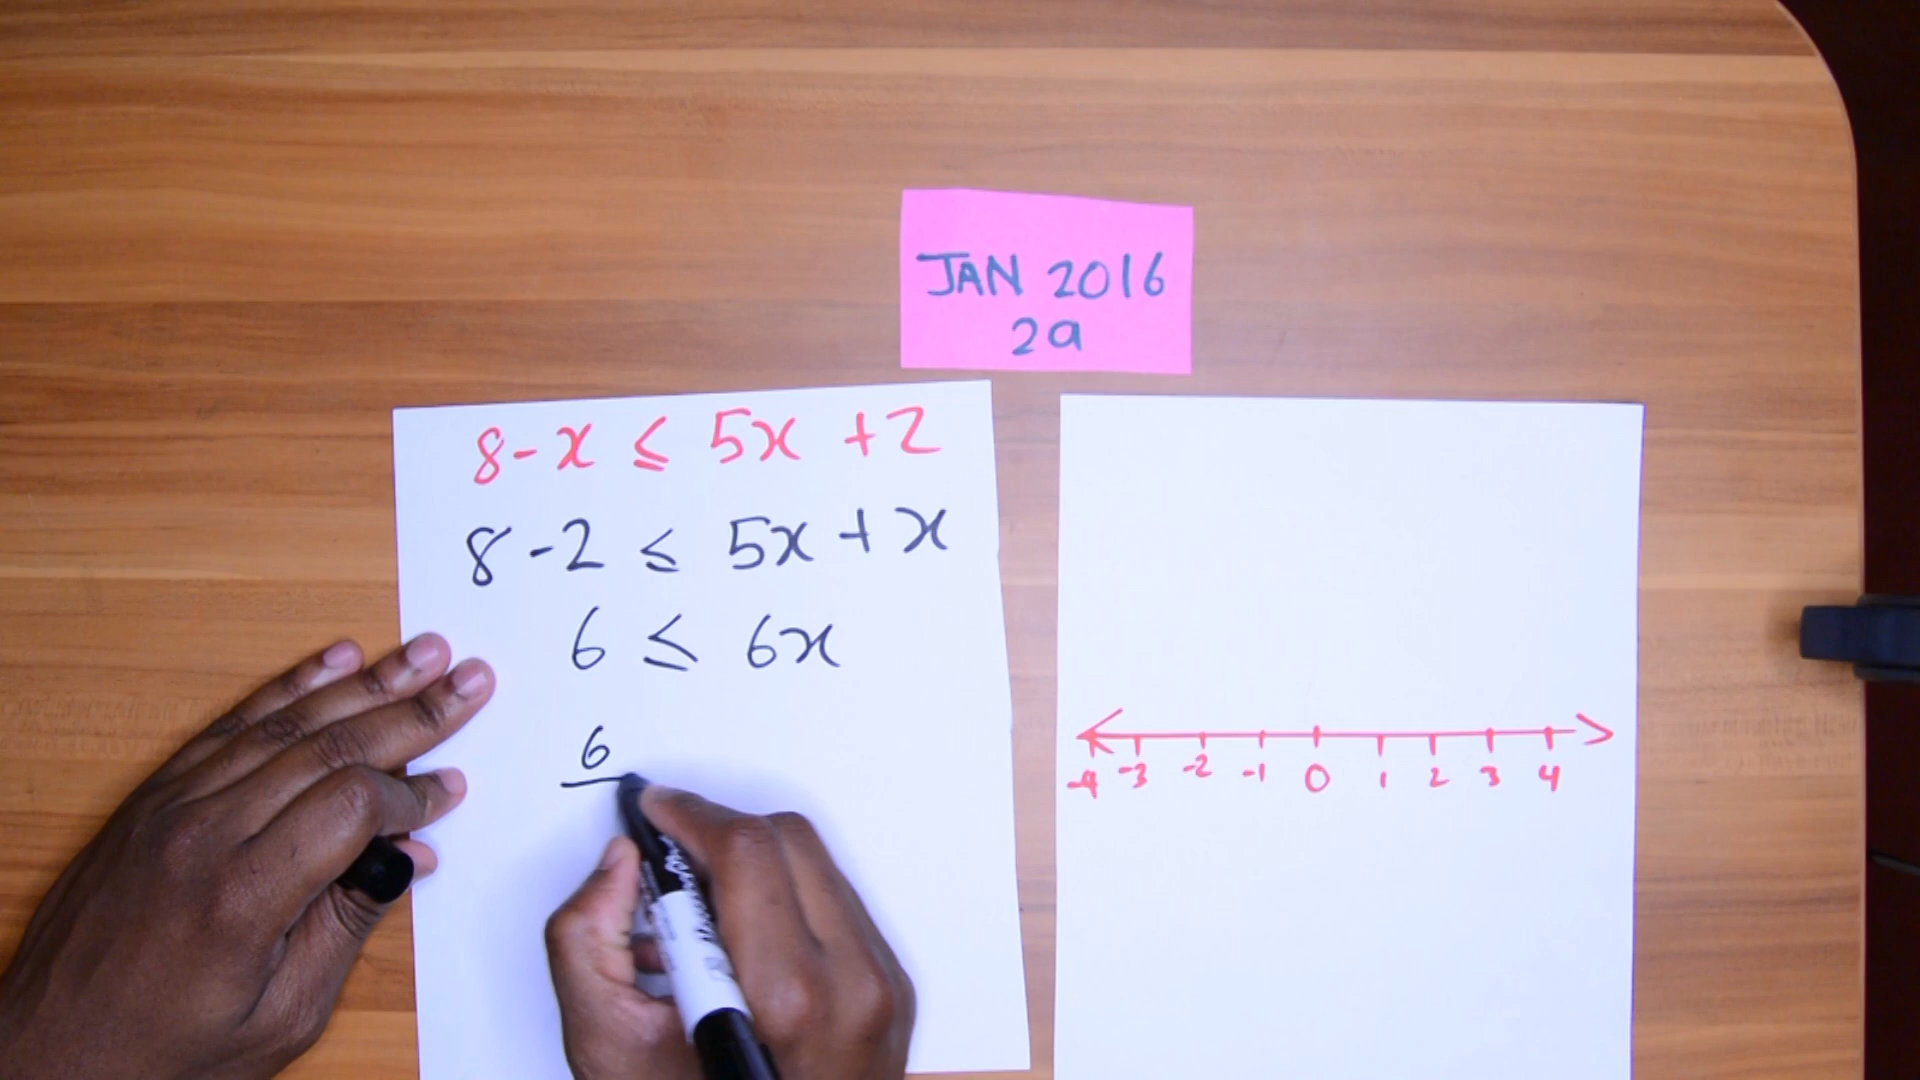 JAN 2016
2a
8-x ≤ 5x +2
8-2 ≤ 5x+x
6 ≤ 6x
6
-4 -3 -2 -1 0 1 2 3 4